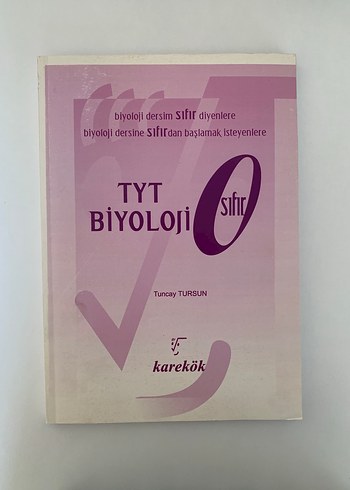 biyoloji dersim sıfır diyenlere
biyoloji dersine sıfırdan başlamak isteyenlere
TYT
BİYOLOJİ 0 sıfır
Tuncay TURSUN
karekök